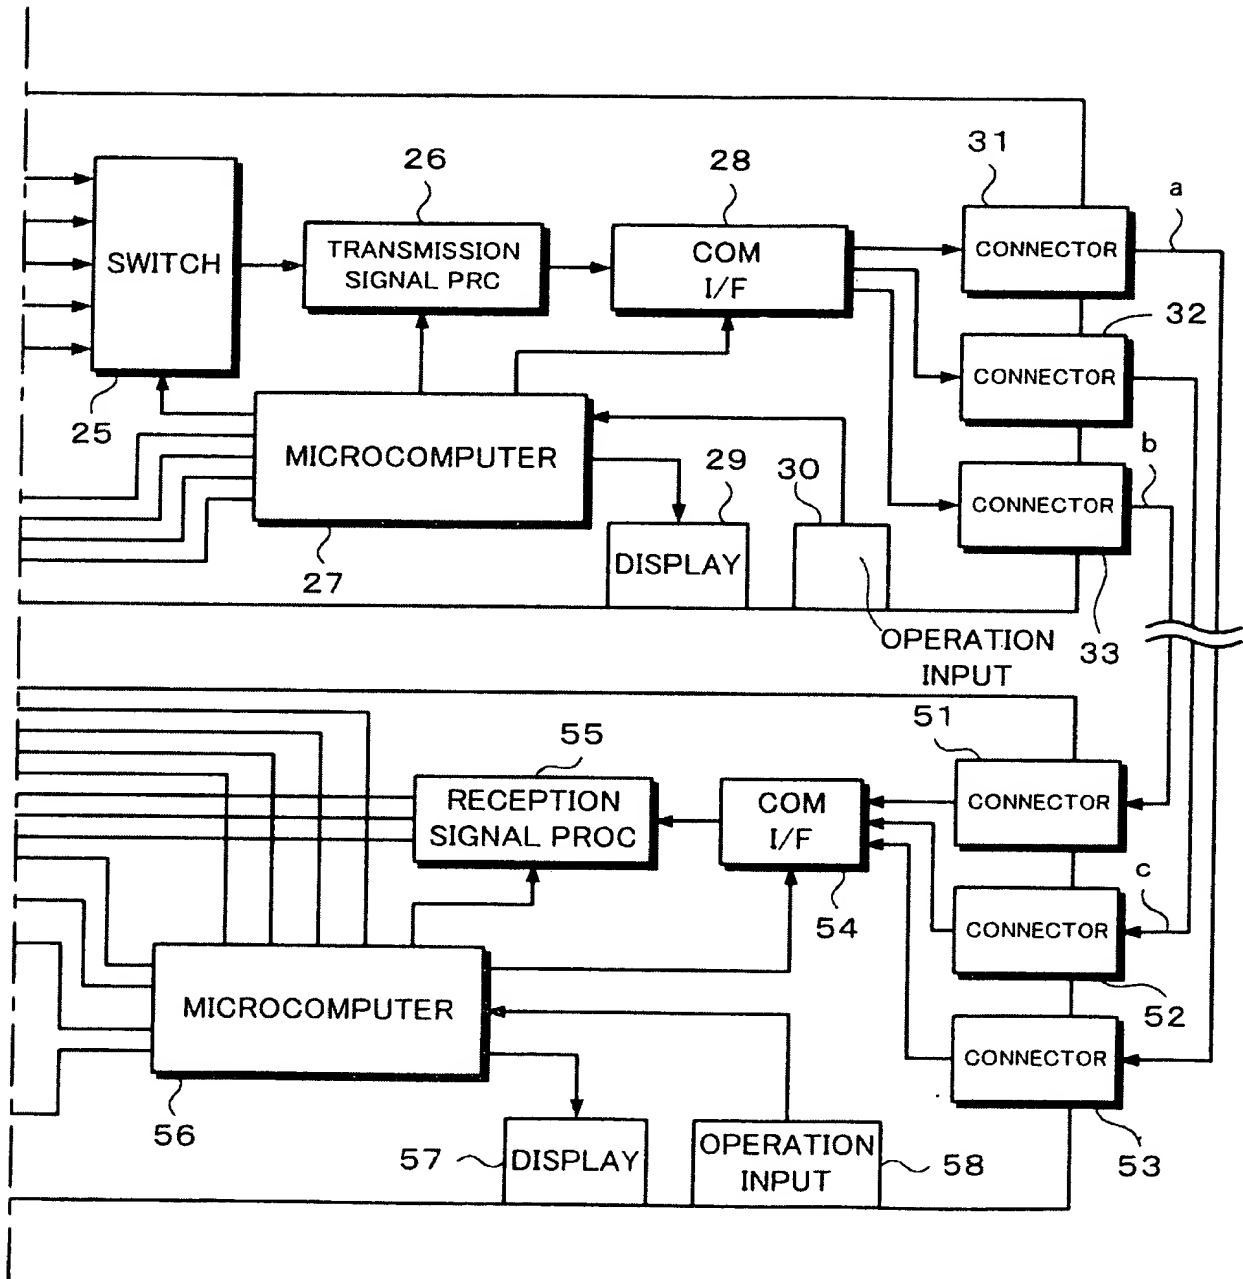 26
28
31
a
SWITCH
TRANSMISSION
SIGNAL PRC
COM
I/F
CONNECTOR
32
CONNECTOR
25
MICROCOMPUTER
29
30
b
CONNECTOR
27
DISPLAY
OPERATION
INPUT
33
51
55
RECEPTION
SIGNAL PROC
COM
I/F
CONNECTOR
54
c
CONNECTOR
MICROCOMPUTER
52
CONNECTOR
56
57
DISPLAY
OPERATION
INPUT
58
53